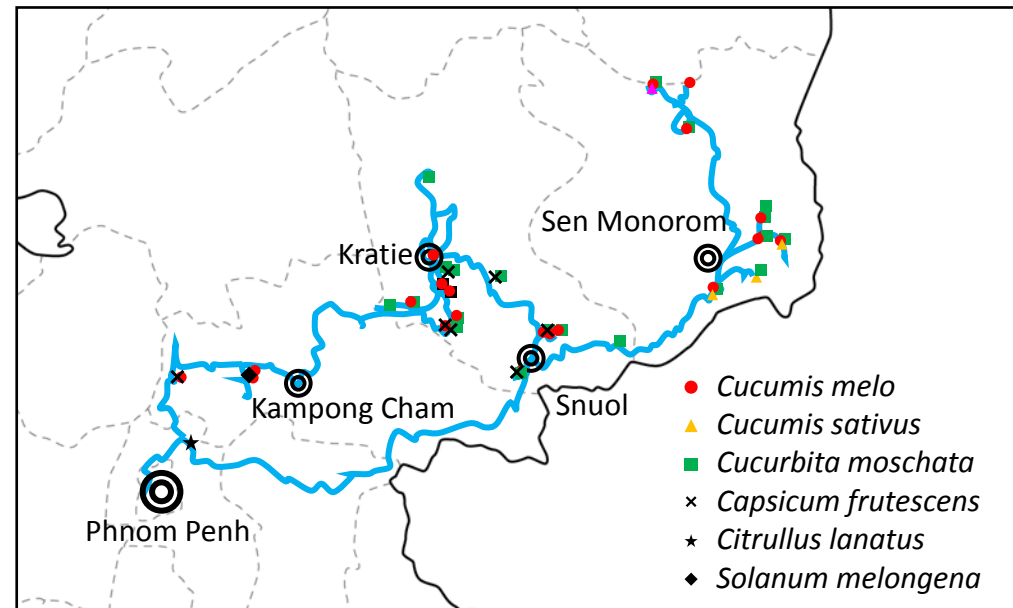 Sen Monorom
Kratie
Kampong Cham
Snuol
Phnom Penh
Cucumis melo
Cucumis sativus
Cucurbita moschata
Capsicum frutescens
Citrullus lanatus
Solanum melongena